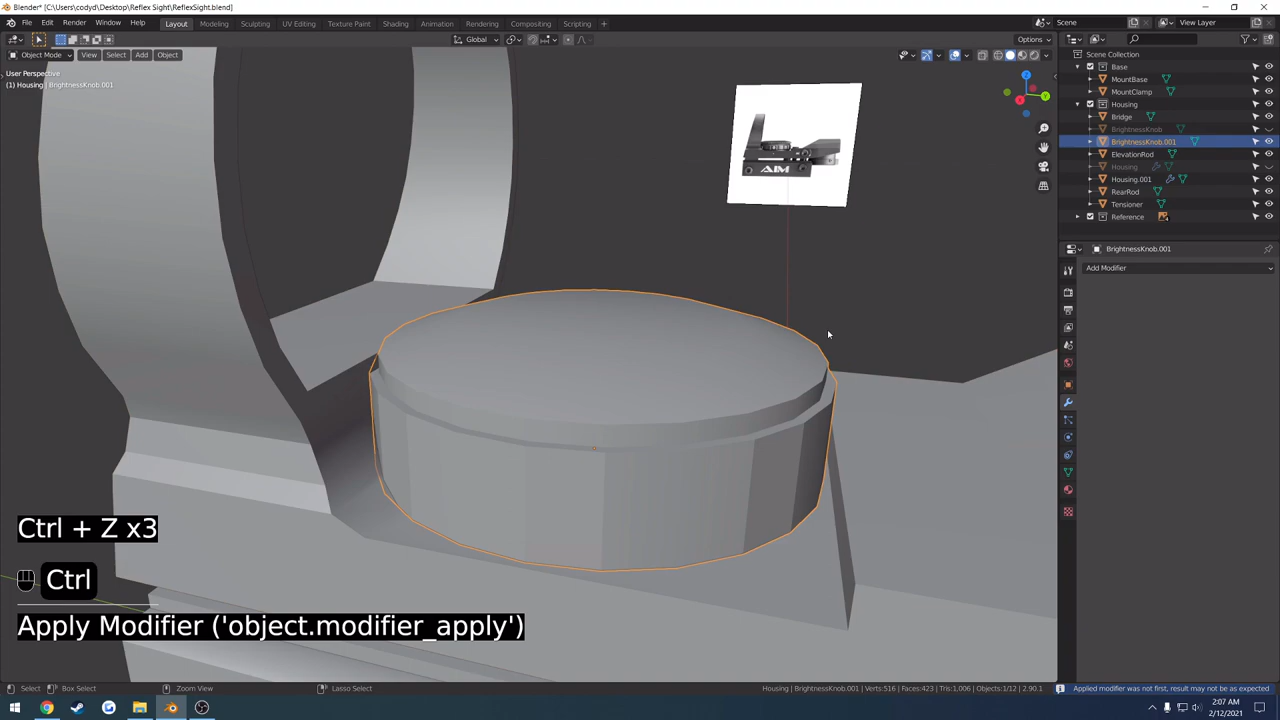 Blender* [C:\Users\codyd\Desktop\Reflex Sight\ReflexSight.blend]
File Edit Render Window Help Layout Modeling Sculpting UV Editing Texture Paint Shading Animation Rendering Compositing Scripting + Scene View Layer
Global Options
Object Mode View Select Add Object
User Perspective
(1) Housing | BrightnessKnob.001
Z
Y
X
AIM
Scene Collection
Base
MountBase
MountClamp
Housing
Bridge
BrightnessKnob
BrightnessKnob.001
ElevationRod
Housing
Housing.001
RearRod
Tensioner
Reference
BrightnessKnob.001
Add Modifier
Ctrl + Z x3
Ctrl
Apply Modifier ('object.modifier_apply')
Select Box Select Zoom View Lasso Select Housing | BrightnessKnob.001 Verts:516 | Faces:423 | Tris:1,006 | Objects:1/12 | 2.90.1 Applied modifier was not first, result may not be as expected
2:07 AM
2/12/2021